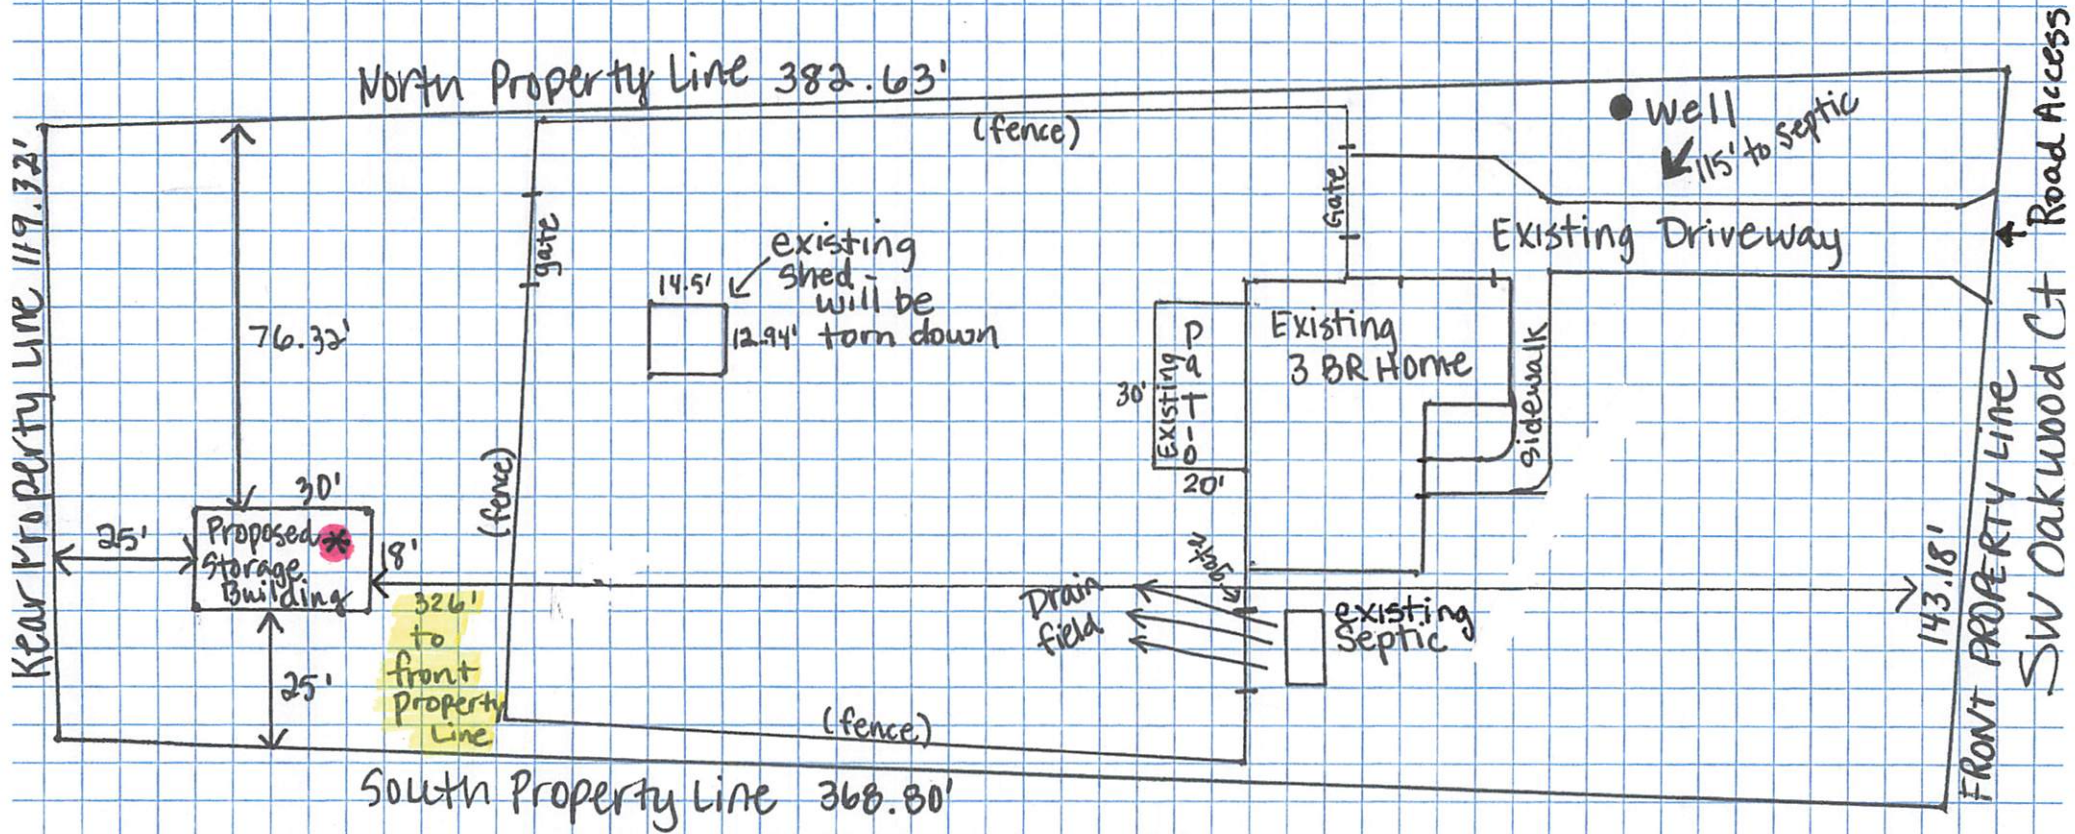 North Property Line 382.63'
Rear Property Line 119.32'
76.32'
gate
(fence)
14.5'
12.94'
existing
shed -
will be
torn down
(fence)
Gate
Well
115' to septic
Existing Driveway
Road Access
SW Oakwood Ct
FRONT PROPERTY LINE
143.18'
Existing
Patio
30'
20'
Existing
3 BR Home
Sidewalk
30'
Proposed *
Storage
Building
18'
25'
25'
326'
to
front
Property
Line
gate
Drain
field
existing
Septic
(fence)
South Property Line 368.80'